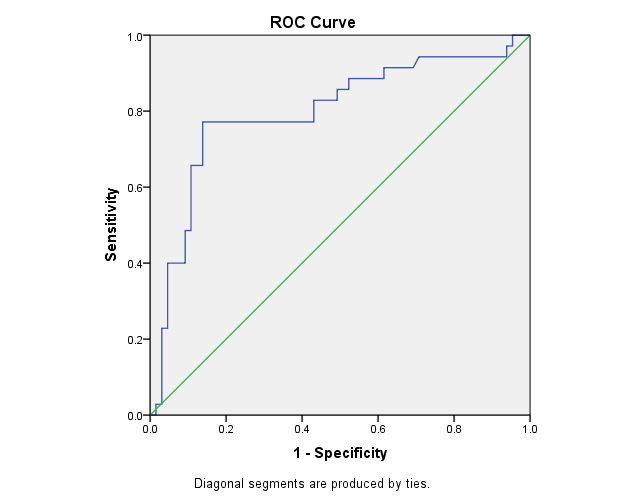 ROC Curve
1.0
0.8
0.6
0.4
0.2
0.0
Sensitivity
0.0 0.2 0.4 0.6 0.8 1.0
1 - Specificity
Diagonal segments are produced by ties.